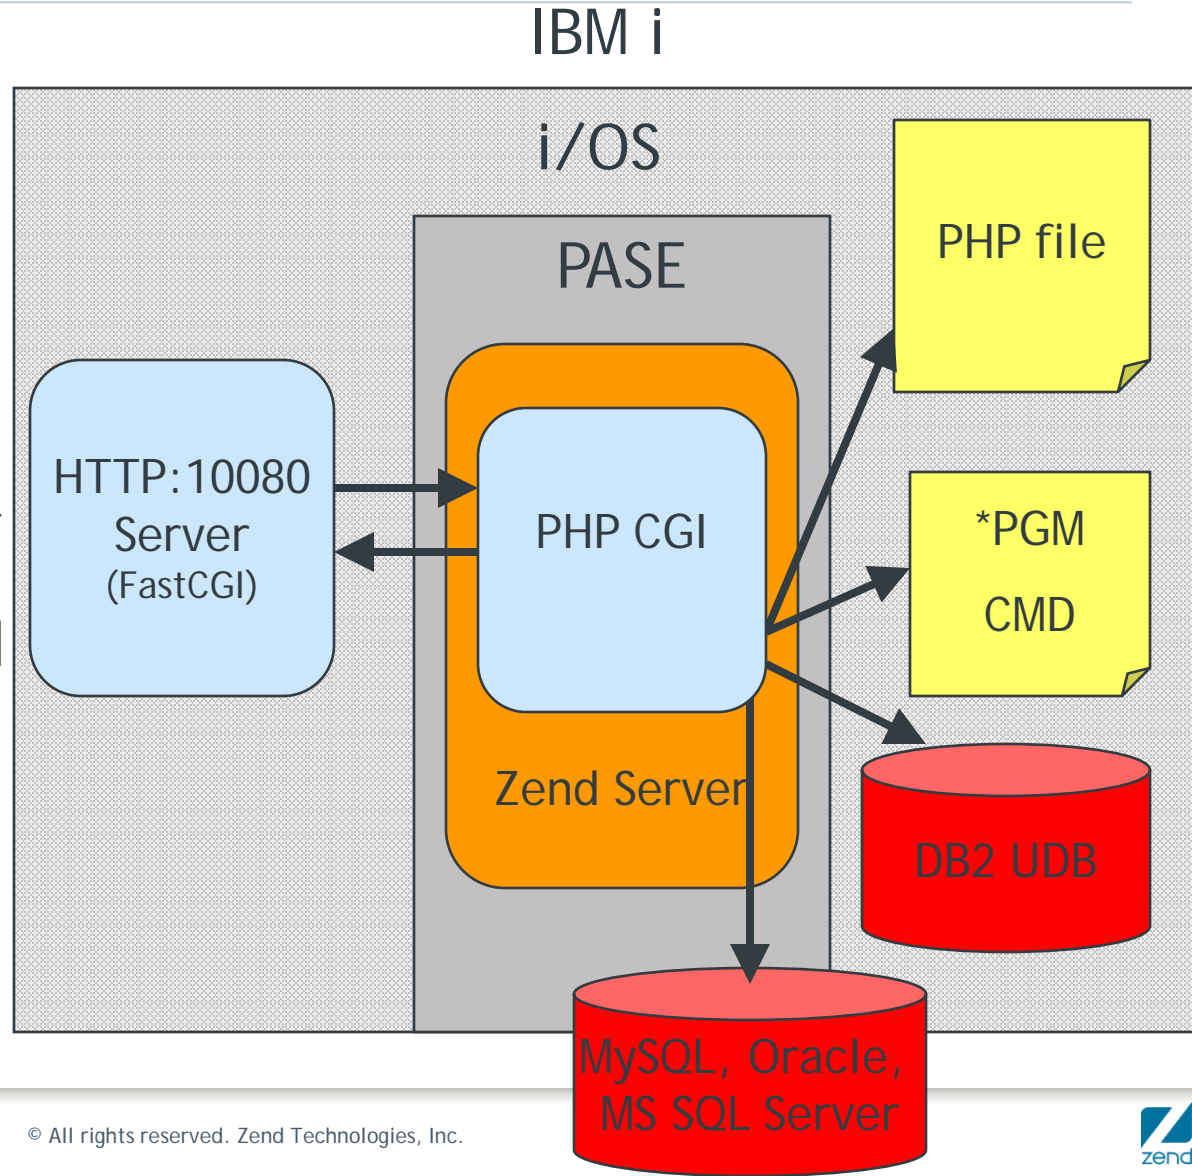 IBM i
i/OS
PASE
PHP file
HTTP:10080
Server
(FastCGI)
PHP CGI
*PGM
CMD
Zend Server
DB2 UDB
MySQL, Oracle,
MS SQL Server
© All rights reserved. Zend Technologies, Inc.
zend